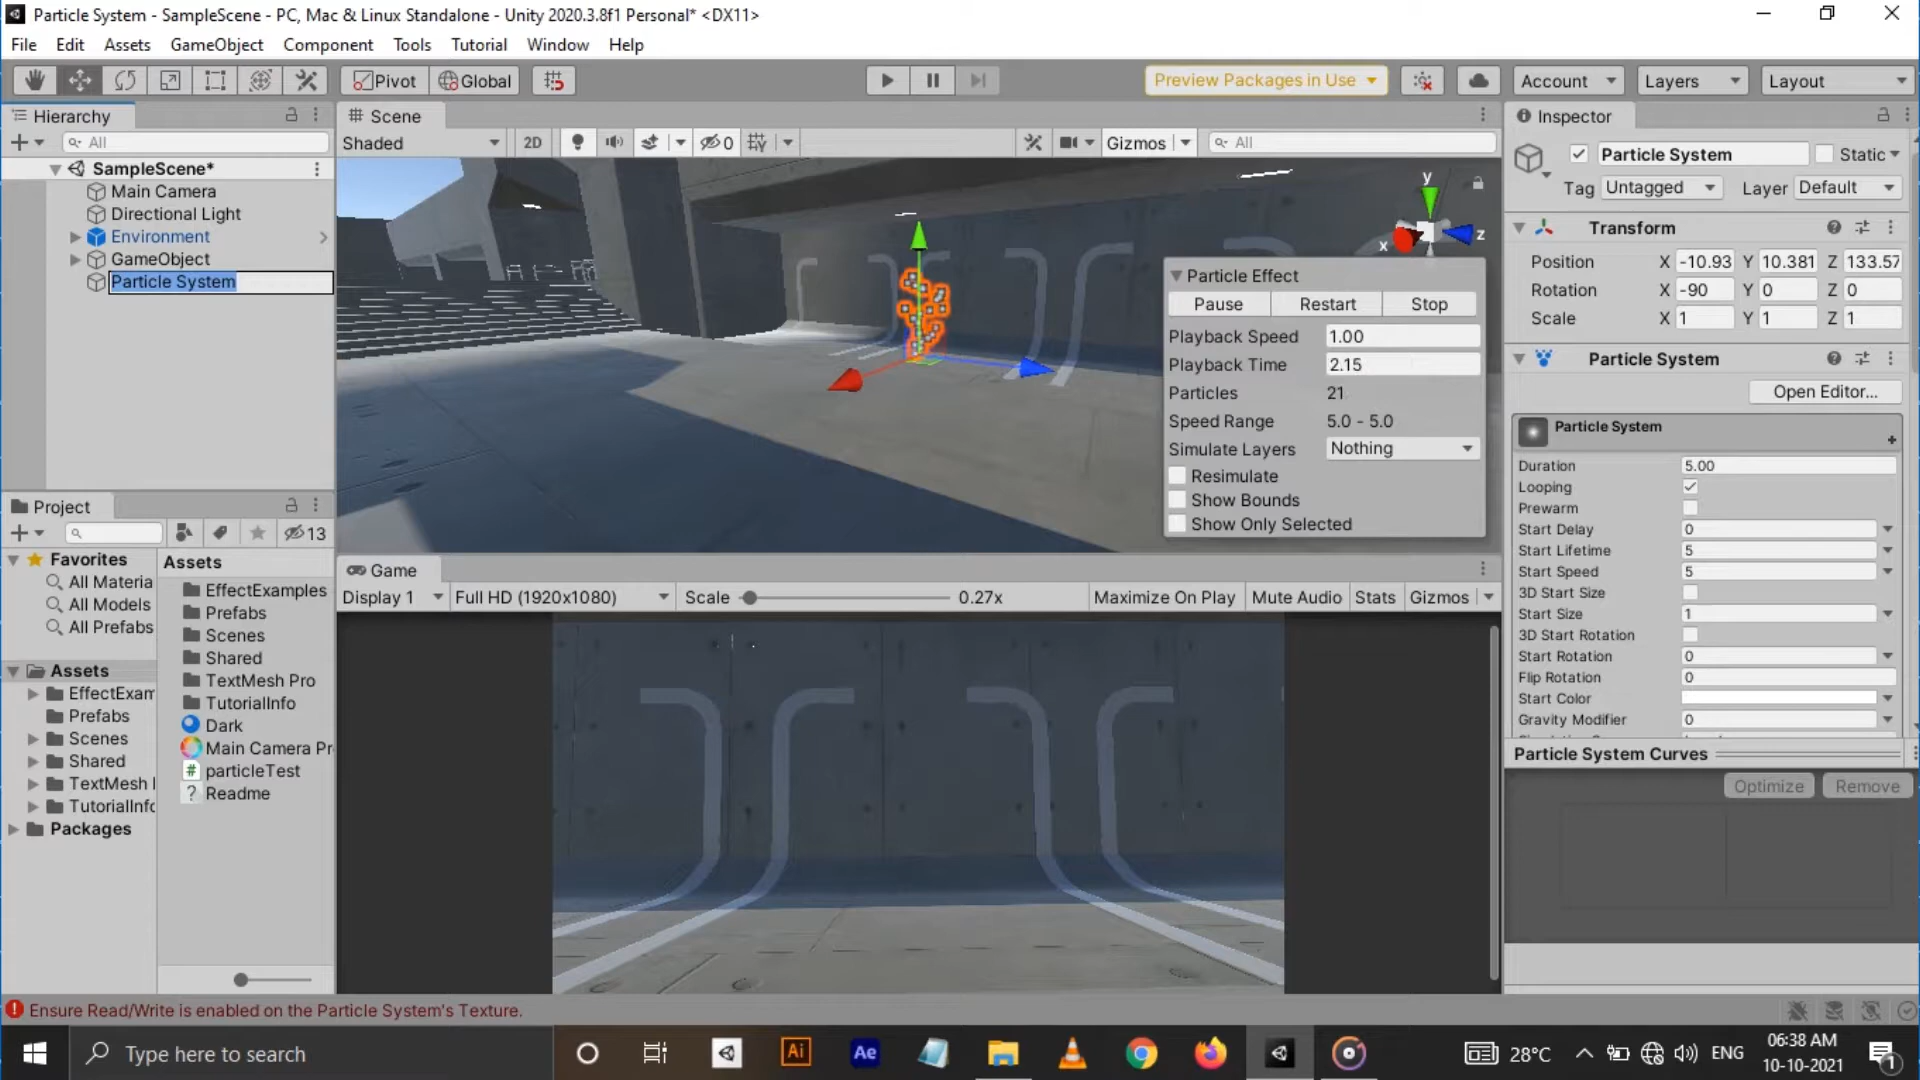 Particle System - SampleScene - PC, Mac & Linux Standalone - Unity 2020.3.8f1 Personal* <DX11>
File Edit Assets GameObject Component Tools Tutorial Window Help
Pivot Global Preview Packages in Use Account Layers Layout
Hierarchy
All
SampleScene*
Main Camera
Directional Light
Environment
GameObject
Particle System
Scene
Shaded 2D 0 Gizmos All
y
x z
Particle Effect
Pause Restart Stop
Playback Speed 1.00
Playback Time 2.15
Particles 21
Speed Range 5.0 - 5.0
Simulate Layers Nothing
Resimulate
Show Bounds
Show Only Selected
Game
Display 1 Full HD (1920x1080) Scale 0.27x Maximize On Play Mute Audio Stats Gizmos
Inspector
Particle System Static
Tag Untagged Layer Default
Transform
Position X -10.93 Y 10.381 Z 133.57
Rotation X -90 Y 0 Z 0
Scale X 1 Y 1 Z 1
Particle System
Open Editor...
Particle System
Duration 5.00
Looping
Prewarm
Start Delay 0
Start Lifetime 5
Start Speed 5
3D Start Size
Start Size 1
3D Start Rotation
Start Rotation 0
Flip Rotation 0
Start Color
Gravity Modifier 0
Particle System Curves
Optimize Remove
Project
13
Favorites
All Materia
All Models
All Prefabs
Assets
EffectExam
Prefabs
Scenes
Shared
TextMesh
TutorialInfo
Packages
Assets
EffectExamples
Prefabs
Scenes
Shared
TextMesh Pro
TutorialInfo
Dark
Main Camera Pr
particleTest
Readme
Ensure Read/Write is enabled on the Particle System's Texture.
Type here to search
Ai Ae
28°C ENG
06:38 AM
10-10-2021
1